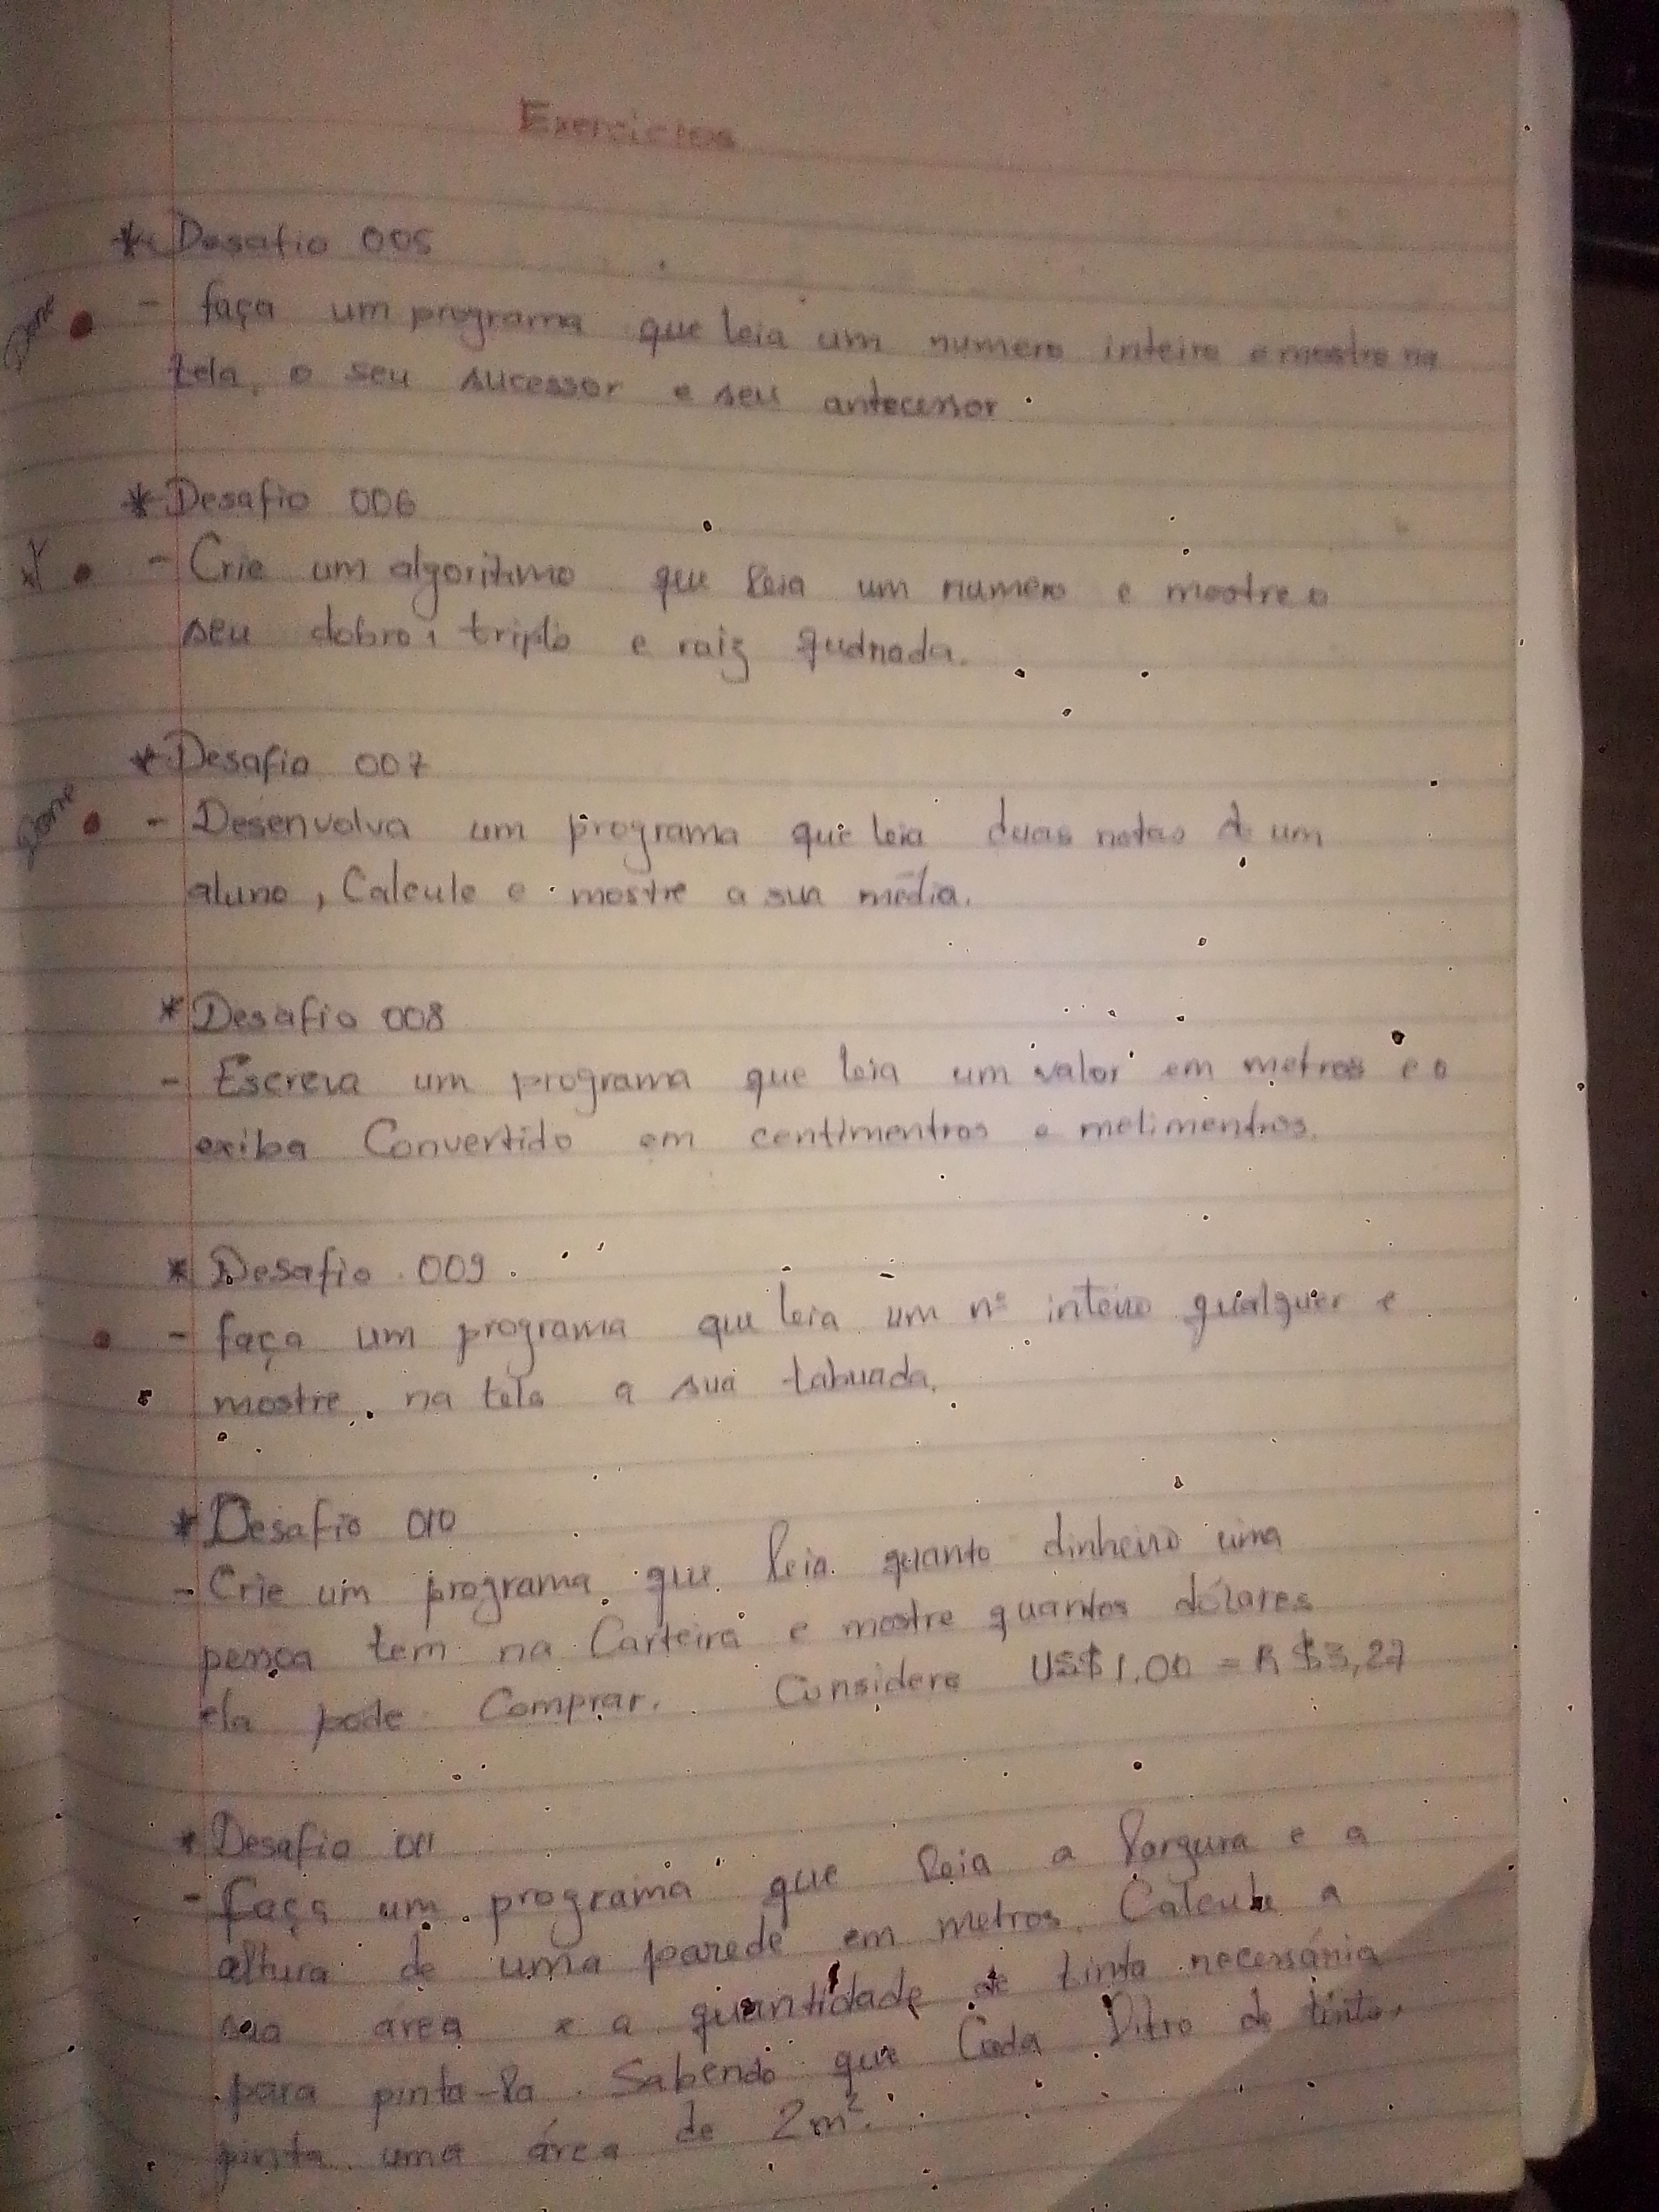 Exercicios
* Desafio 005
Done - faça um programa que leia um numero inteiro e mostre na
tela, o seu sucessor e seu antecessor
* Desafio 006
- Crie um algoritimo que leia um numero e mostre o
seu dobro, triplo e raiz qudrada.
* Desafio 007
Done - Desenvolva um programa que leia duas notas de um
aluno, Calcule e mostre a sua média.
* Desafio 008
- Escreva um programa que leia um valor em metros e o
exiba Convertido em centimentros e melimentros.
* Desafio 009
- faça um programa que leia um nº inteiro qualquer e
mostre na tela a sua tabuada.
* Desafio 010
- Crie um programa que leia quanto dinheiro uma
pessoa tem na Carteira e mostre quantos dólares
ela pode Comprar. Considere US$1.00 = R$3,27
* Desafio 011
- Faça um programa que leia a largura e a
altura de uma parede em metros, Calcule a
sua área e a quantidade de tinta necessária
para pinta-la. Sabendo que Cada litro de tinta,
pinta uma área de 2m².